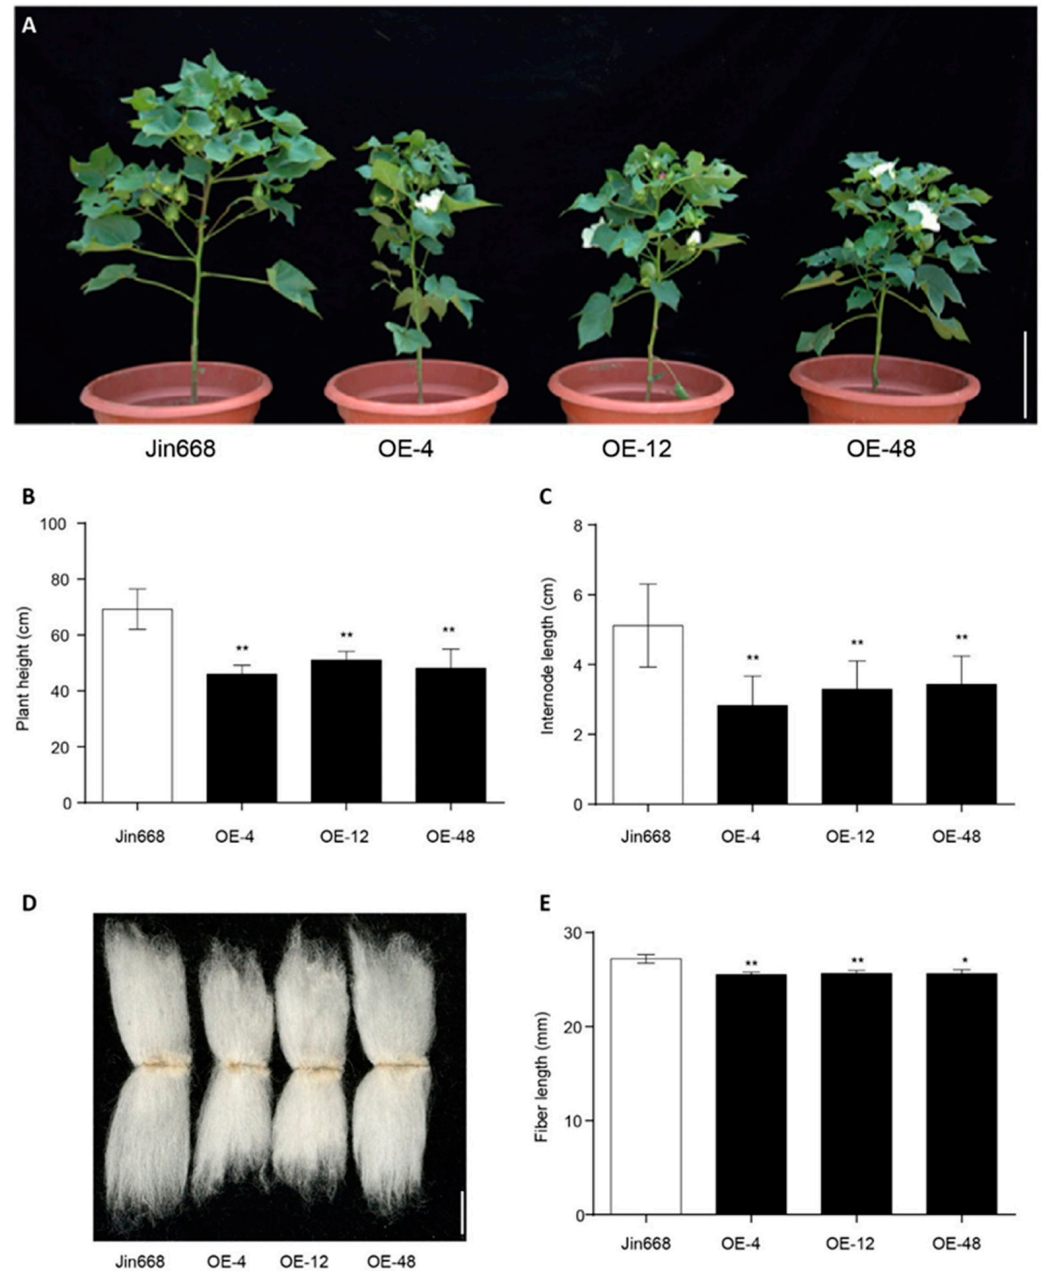 A
Jin668 OE-4 OE-12 OE-48
B
100
80
60
40
20
0
Plant height (cm)
**
**
**
Jin668 OE-4 OE-12 OE-48
C
8
6
4
2
0
Internode length (cm)
**
**
**
Jin668 OE-4 OE-12 OE-48
D
Jin668 OE-4 OE-12 OE-48
E
30
20
10
0
Fiber length (mm)
**
**
*
Jin668 OE-4 OE-12 OE-48